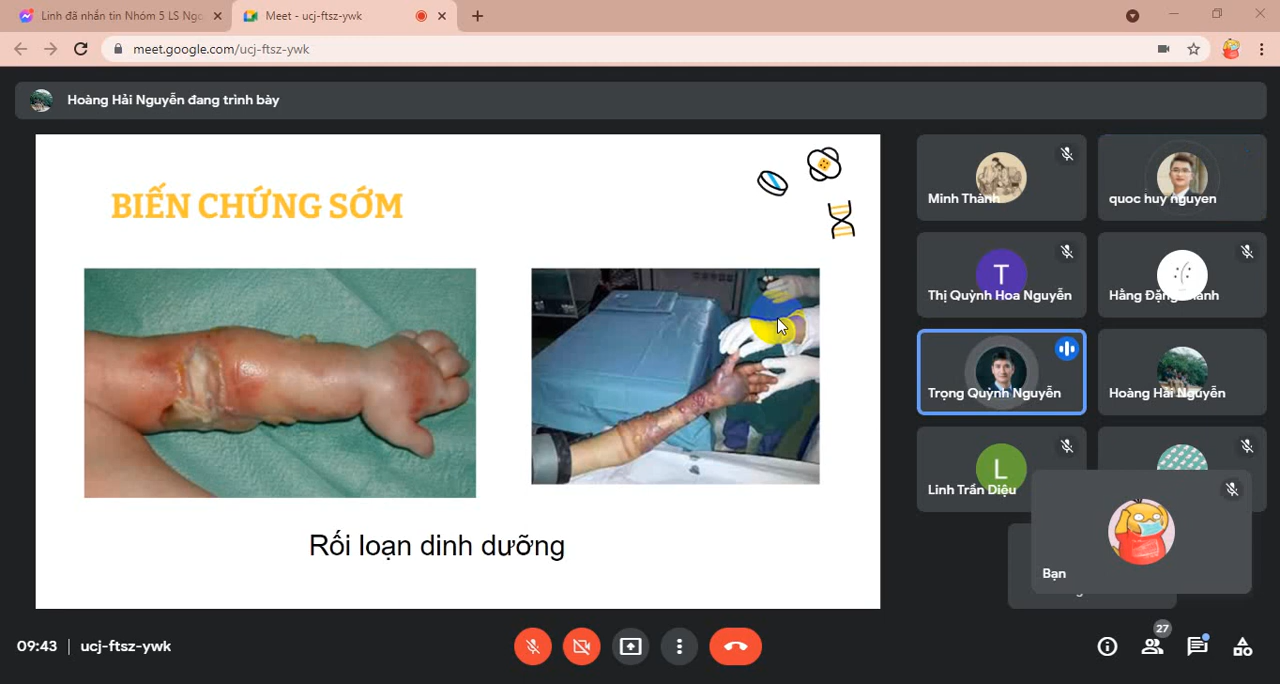 Linh đã nhắn tin Nhóm 5 LS Ngo
Meet - ucj-ftsz-ywk
meet.google.com/ucj-ftsz-ywk
Hoàng Hải Nguyễn đang trình bày
BIẾN CHỨNG SỚM
Rối loạn dinh dưỡng
Minh Thành
quoc huy nguyen
T
Thị Quỳnh Hoa Nguyễn
Hằng Đặng
Trọng Quỳnh Nguyễn
Hoàng Hải Nguyễn
L
Linh Trần Diệu
Bạn
09:43
ucj-ftsz-ywk
27